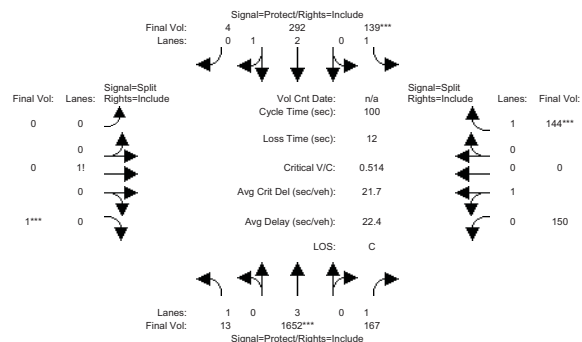 Signal=Protect/Rights=Include
Final Vol: 4 292 139***
Lanes: 0 1 2 0 1
Signal=Split
Final Vol: Lanes: Rights=Include
Vol Cnt Date: n/a
Signal=Split
Rights=Include Lanes: Final Vol:
Cycle Time (sec): 100
0 0
1 144***
Loss Time (sec): 12
0
0
0 1!
Critical V/C: 0.514
0 0
0
Avg Crit Del (sec/veh): 21.7
1
1*** 0
Avg Delay (sec/veh): 22.4
0 150
LOS: C
Lanes: 1 0 3 0 1
Final Vol: 13 1652*** 167
Signal=Protect/Rights=Include